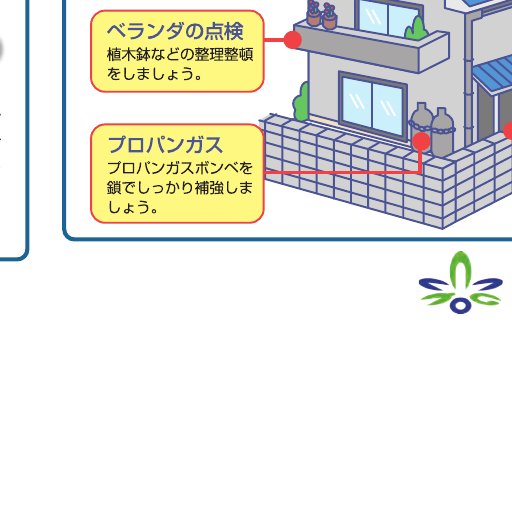 ベランダの点検
植木鉢などの整理整頓
をしましょう。
プロパンガス
プロパンガスボンベを
鎖でしっかり補強しま
しょう。